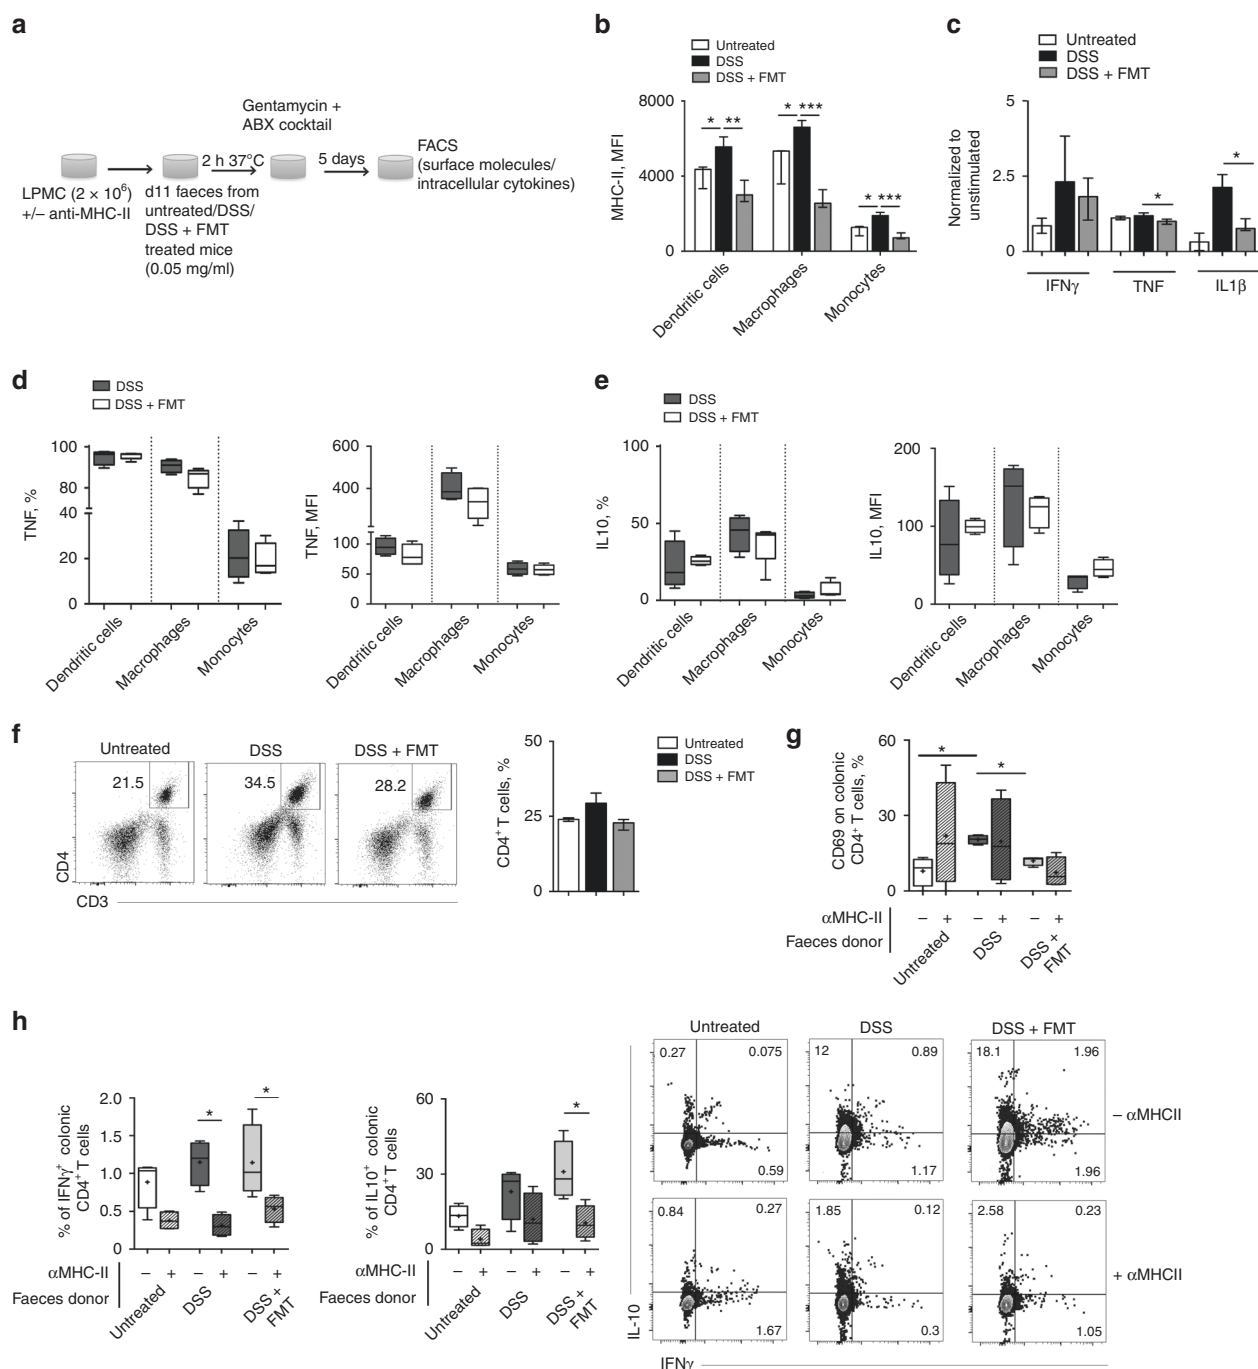 a
Gentamycin +
ABX cocktail
2 h 37°C
5 days
FACS
(surface molecules/
intracellular cytokines)
LPMC (2 × 10⁶)
+/− anti-MHC-II
d11 faeces from
untreated/DSS/
DSS + FMT
treated mice
(0.05 mg/ml)
b
Untreated
DSS
DSS + FMT
MHC-II, MFI
8000
4000
0
* **
* ***
* ***
Dendritic cells
Macrophages
Monocytes
c
Untreated
DSS
DSS + FMT
Normalized to
unstimulated
5
2.5
0
*
*
IFNγ
TNF
IL1β
d
DSS
DSS + FMT
TNF, %
100
80
40
20
0
Dendritic cells
Macrophages
Monocytes
TNF, MFI
600
400
100
50
0
Dendritic cells
Macrophages
Monocytes
e
DSS
DSS + FMT
IL10, %
100
50
0
Dendritic cells
Macrophages
Monocytes
IL10, MFI
200
100
0
Dendritic cells
Macrophages
Monocytes
f
Untreated
DSS
DSS + FMT
21.5
34.5
28.2
CD4
CD3
CD4⁺ T cells, %
50
25
0
Untreated
DSS
DSS + FMT
g
CD69 on colonic
CD4⁺ T cells, %
60
30
0
*
*
αMHC-II − + − + − +
Faeces donor
Untreated
DSS
DSS +
FMT
h
% of IFNγ⁺ colonic
CD4⁺T cells
2.0
1.5
1.0
0.5
0
*
*
αMHC-II − + − + − +
Faeces donor
Untreated
DSS
DSS +
FMT
% of IL10⁺ colonic
CD4⁺T cells
60
30
0
*
αMHC-II − + − + − +
Faeces donor
Untreated
DSS
DSS +
FMT
Untreated
DSS
DSS + FMT
0.27 0.075
0.59
12 0.89
1.17
18.1 1.96
1.96
− αMHCII
0.84 0.27
1.67
1.85 0.12
0.3
2.58 0.23
1.05
+ αMHCII
IL-10
IFNγ